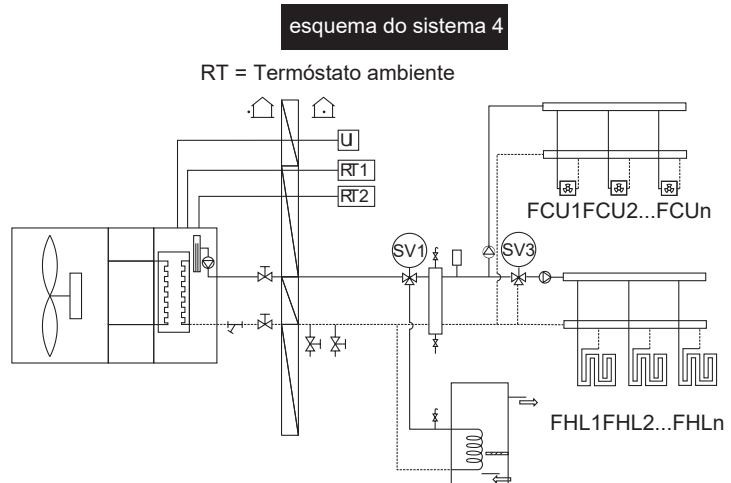 esquema do sistema 4
RT = Termóstato ambiente
U
RT1
RT2
FCU1FCU2...FCUn
SV1
SV3
FHL1FHL2...FHLn